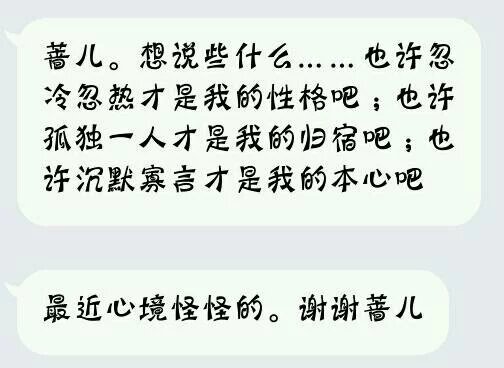 蔷儿。想说些什么……也许忽
冷忽热才是我的性格吧；也许
孤独一人才是我的归宿吧；也
许沉默寡言才是我的本心吧
最近心境怪怪的。谢谢蔷儿